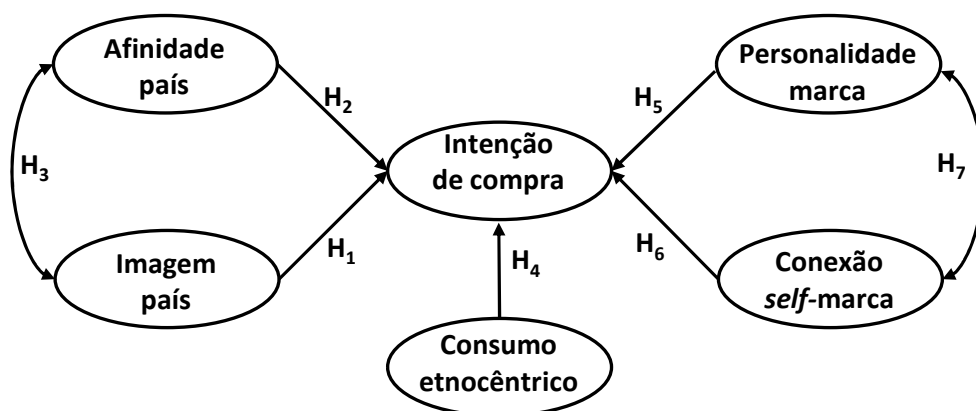 Afinidade
país
Personalidade
marca
H2
H5
Intenção
de compra
H3
H7
H1
H6
Imagem
país
H4
Conexão
self-marca
Consumo
etnocêntrico